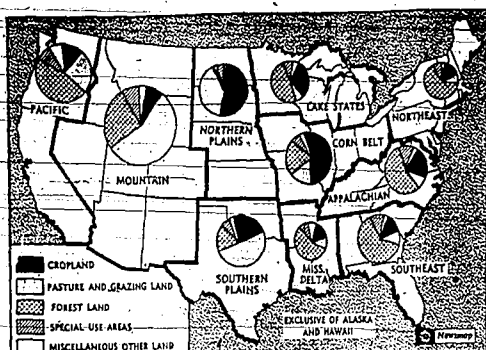 PACIFIC
MOUNTAIN
NORTHERN
PLAINS
LAKE STATES
CORN BELT
NORTHEAST
APPALACHIAN
SOUTHERN
PLAINS
MISS.
DELTA
SOUTHEAST
CROPLAND
PASTURE AND GRAZING LAND
FOREST LAND
SPECIAL USE AREAS
MISCELLANEOUS OTHER LAND
EXCLUSIVE OF ALASKA
AND HAWAII
Newsmap